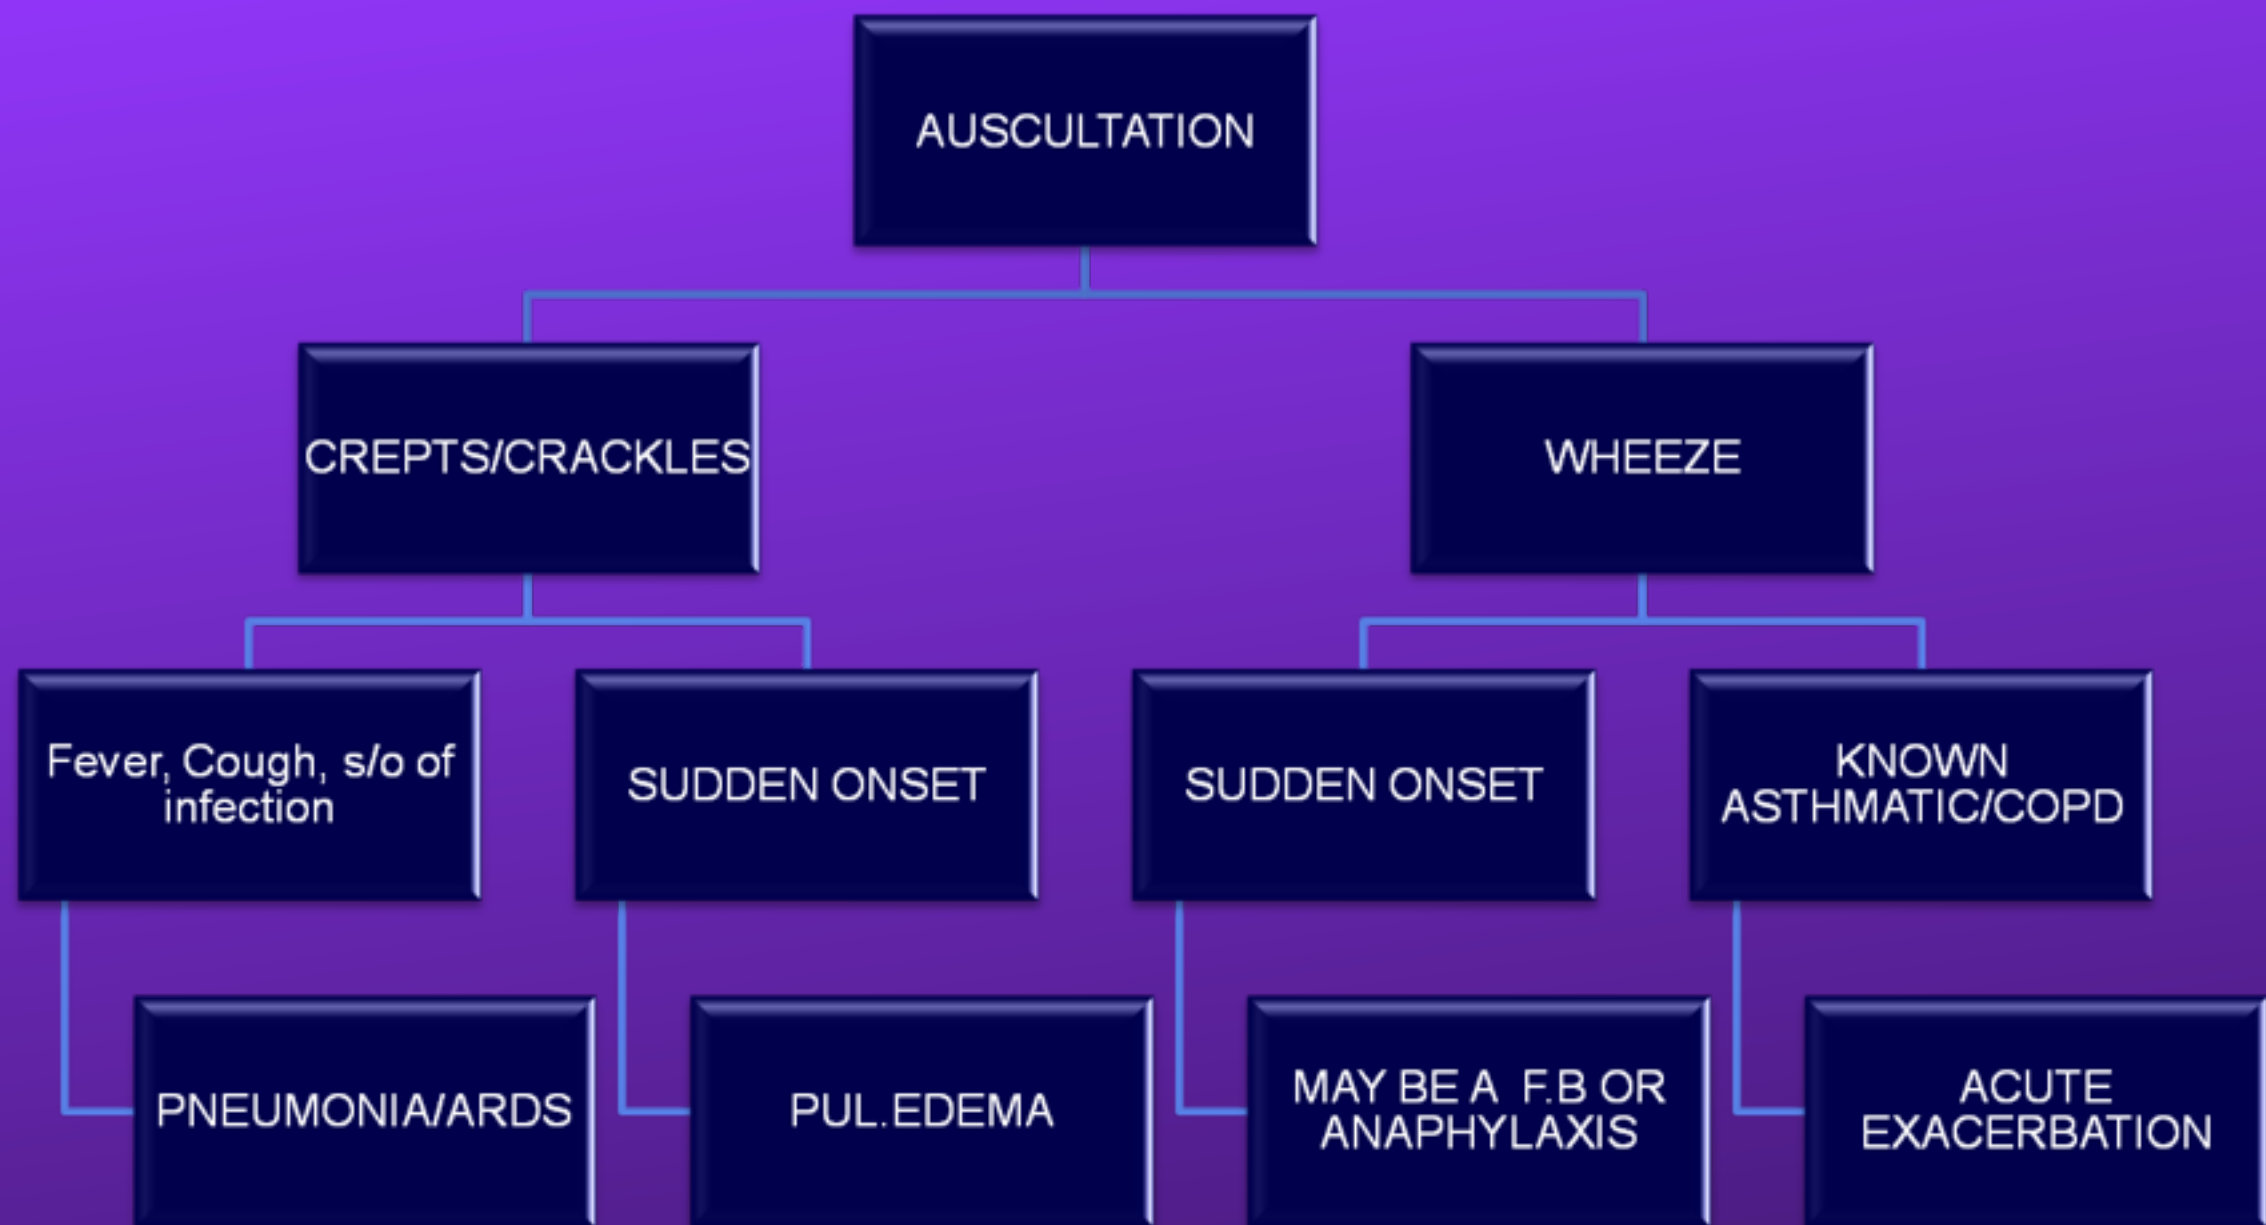 AUSCULTATION
CREPTS/CRACKLES
WHEEZE
Fever, Cough, s/o of
infection
SUDDEN ONSET
SUDDEN ONSET
KNOWN
ASTHMATIC/COPD
PNEUMONIA/ARDS
PUL.EDEMA
MAY BE A F.B OR
ANAPHYLAXIS
ACUTE
EXACERBATION